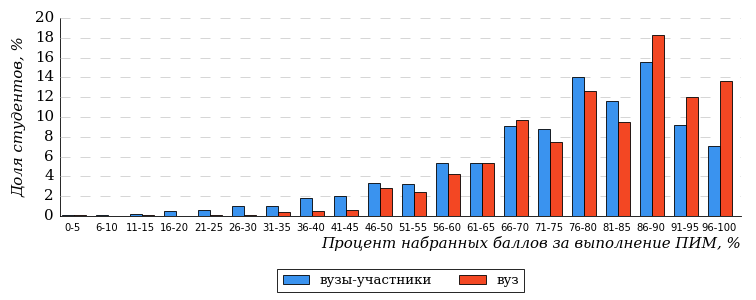 Доля студентов, %
20
18
16
14
12
10
8
6
4
2
0
0-5 6-10 11-15 16-20 21-25 26-30 31-35 36-40 41-45 46-50 51-55 56-60 61-65 66-70 71-75 76-80 81-85 86-90 91-95 96-100
Процент набранных баллов за выполнение ПИМ, %
вузы-участники вуз